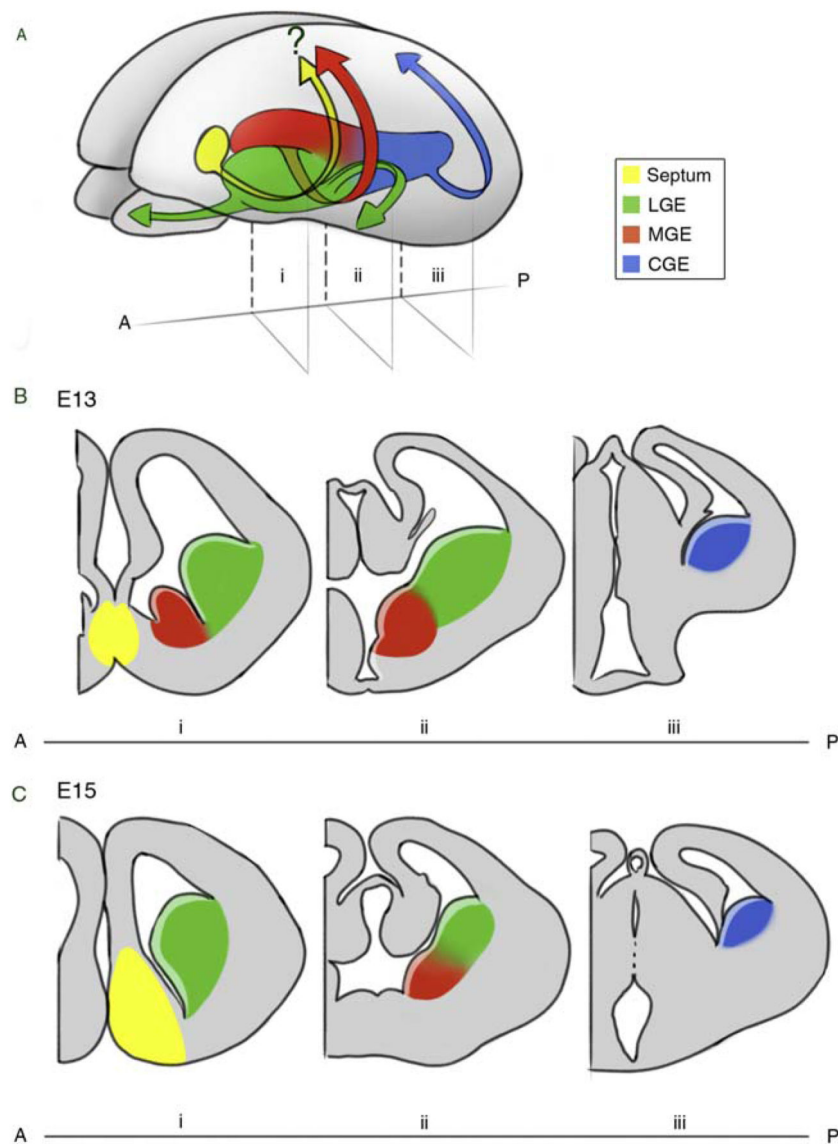 A
?
Septum
LGE
MGE
CGE
i ii iii
A P
B E13
i ii iii
A P
C E15
i ii iii
A P